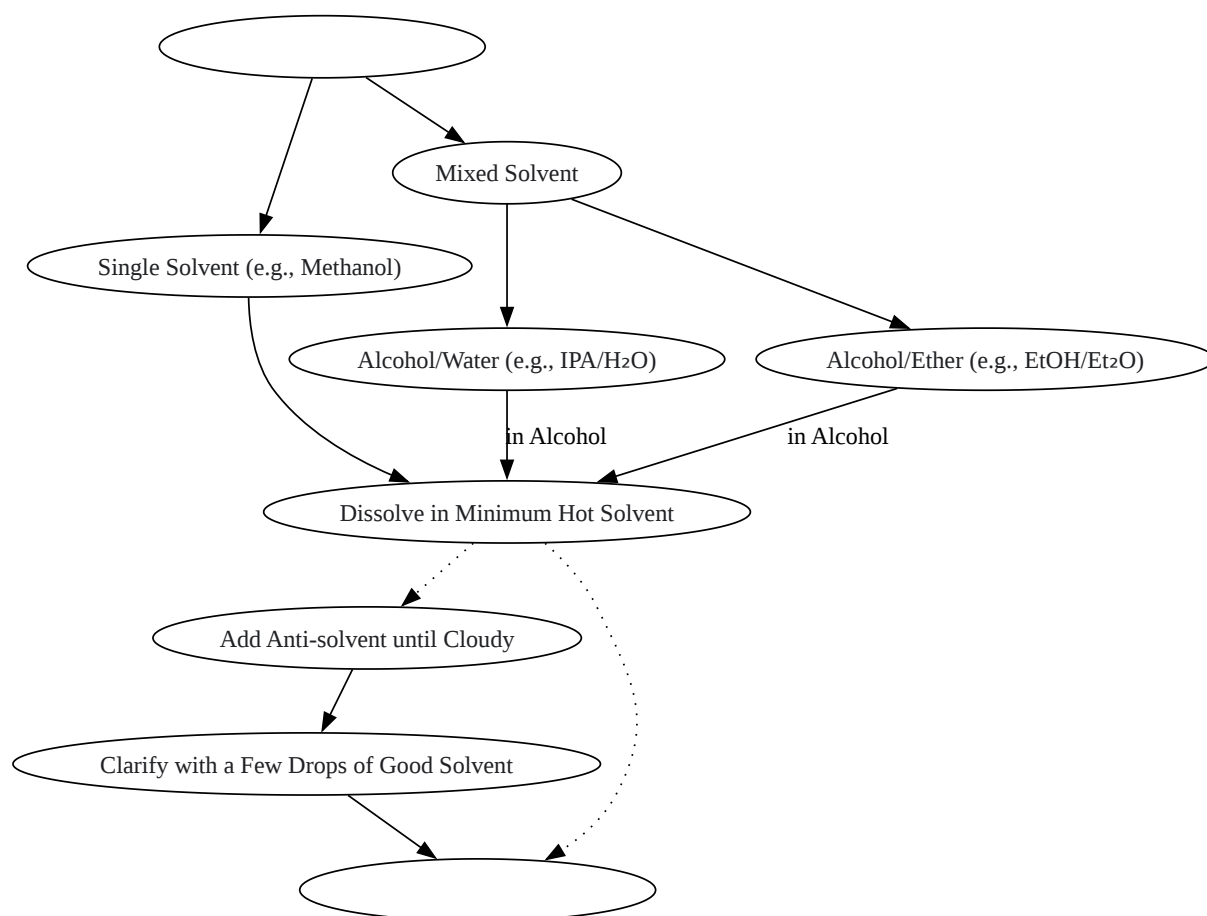 Mixed Solvent
Single Solvent (e.g., Methanol)
Alcohol/Water (e.g., IPA/H₂O)
Alcohol/Ether (e.g., EtOH/Et₂O)
in Alcohol
in Alcohol
Dissolve in Minimum Hot Solvent
Add Anti-solvent until Cloudy
Clarify with a Few Drops of Good Solvent